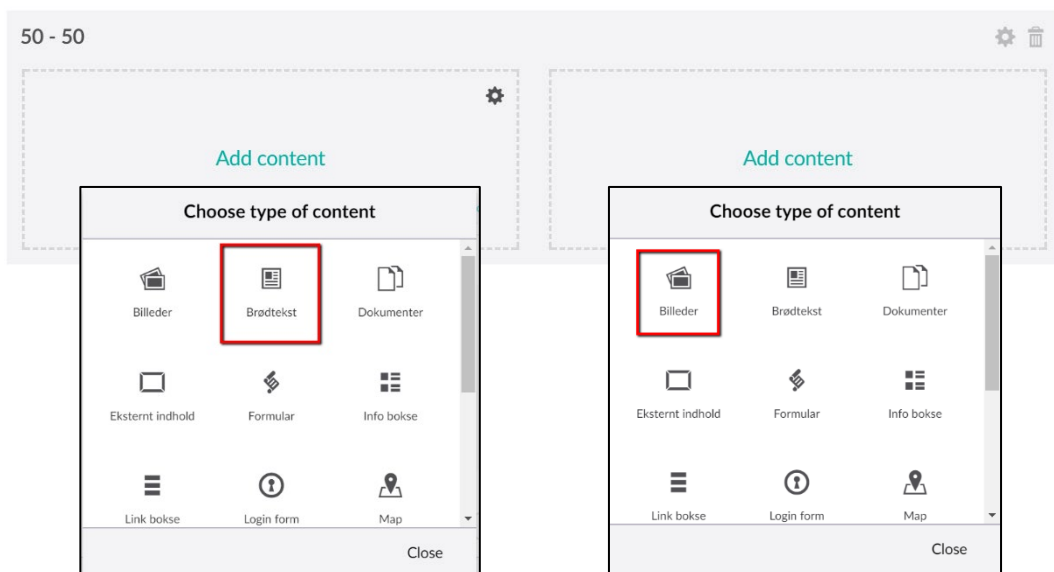 50 - 50
Add content
Add content
Choose type of content
Billeder
Brødtekst
Dokumenter
Eksternt indhold
Formular
Info bokse
Link bokse
Login form
Map
Close
Choose type of content
Billeder
Brødtekst
Dokumenter
Eksternt indhold
Formular
Info bokse
Link bokse
Login form
Map
Close